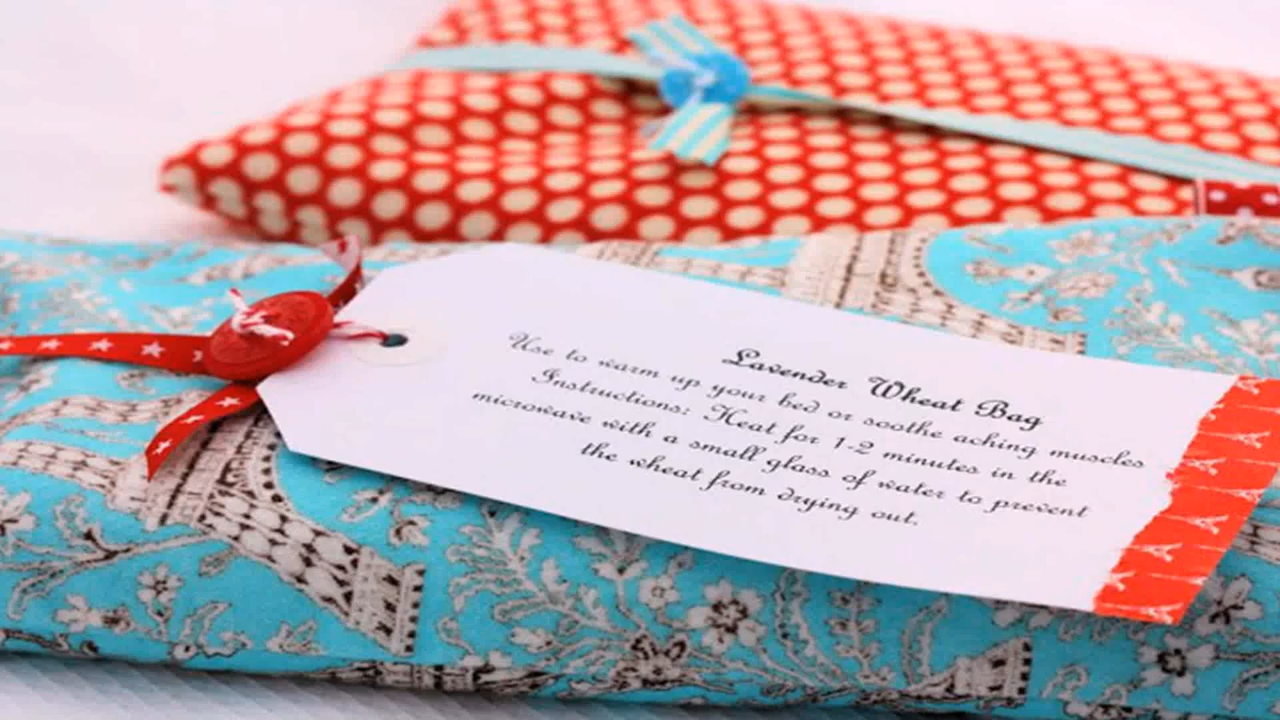 Lavender Wheat Bag
Use to warm up your bed or soothe aching muscles
Instructions: Heat for 1-2 minutes in the
microwave with a small glass of water to prevent
the wheat from drying out.